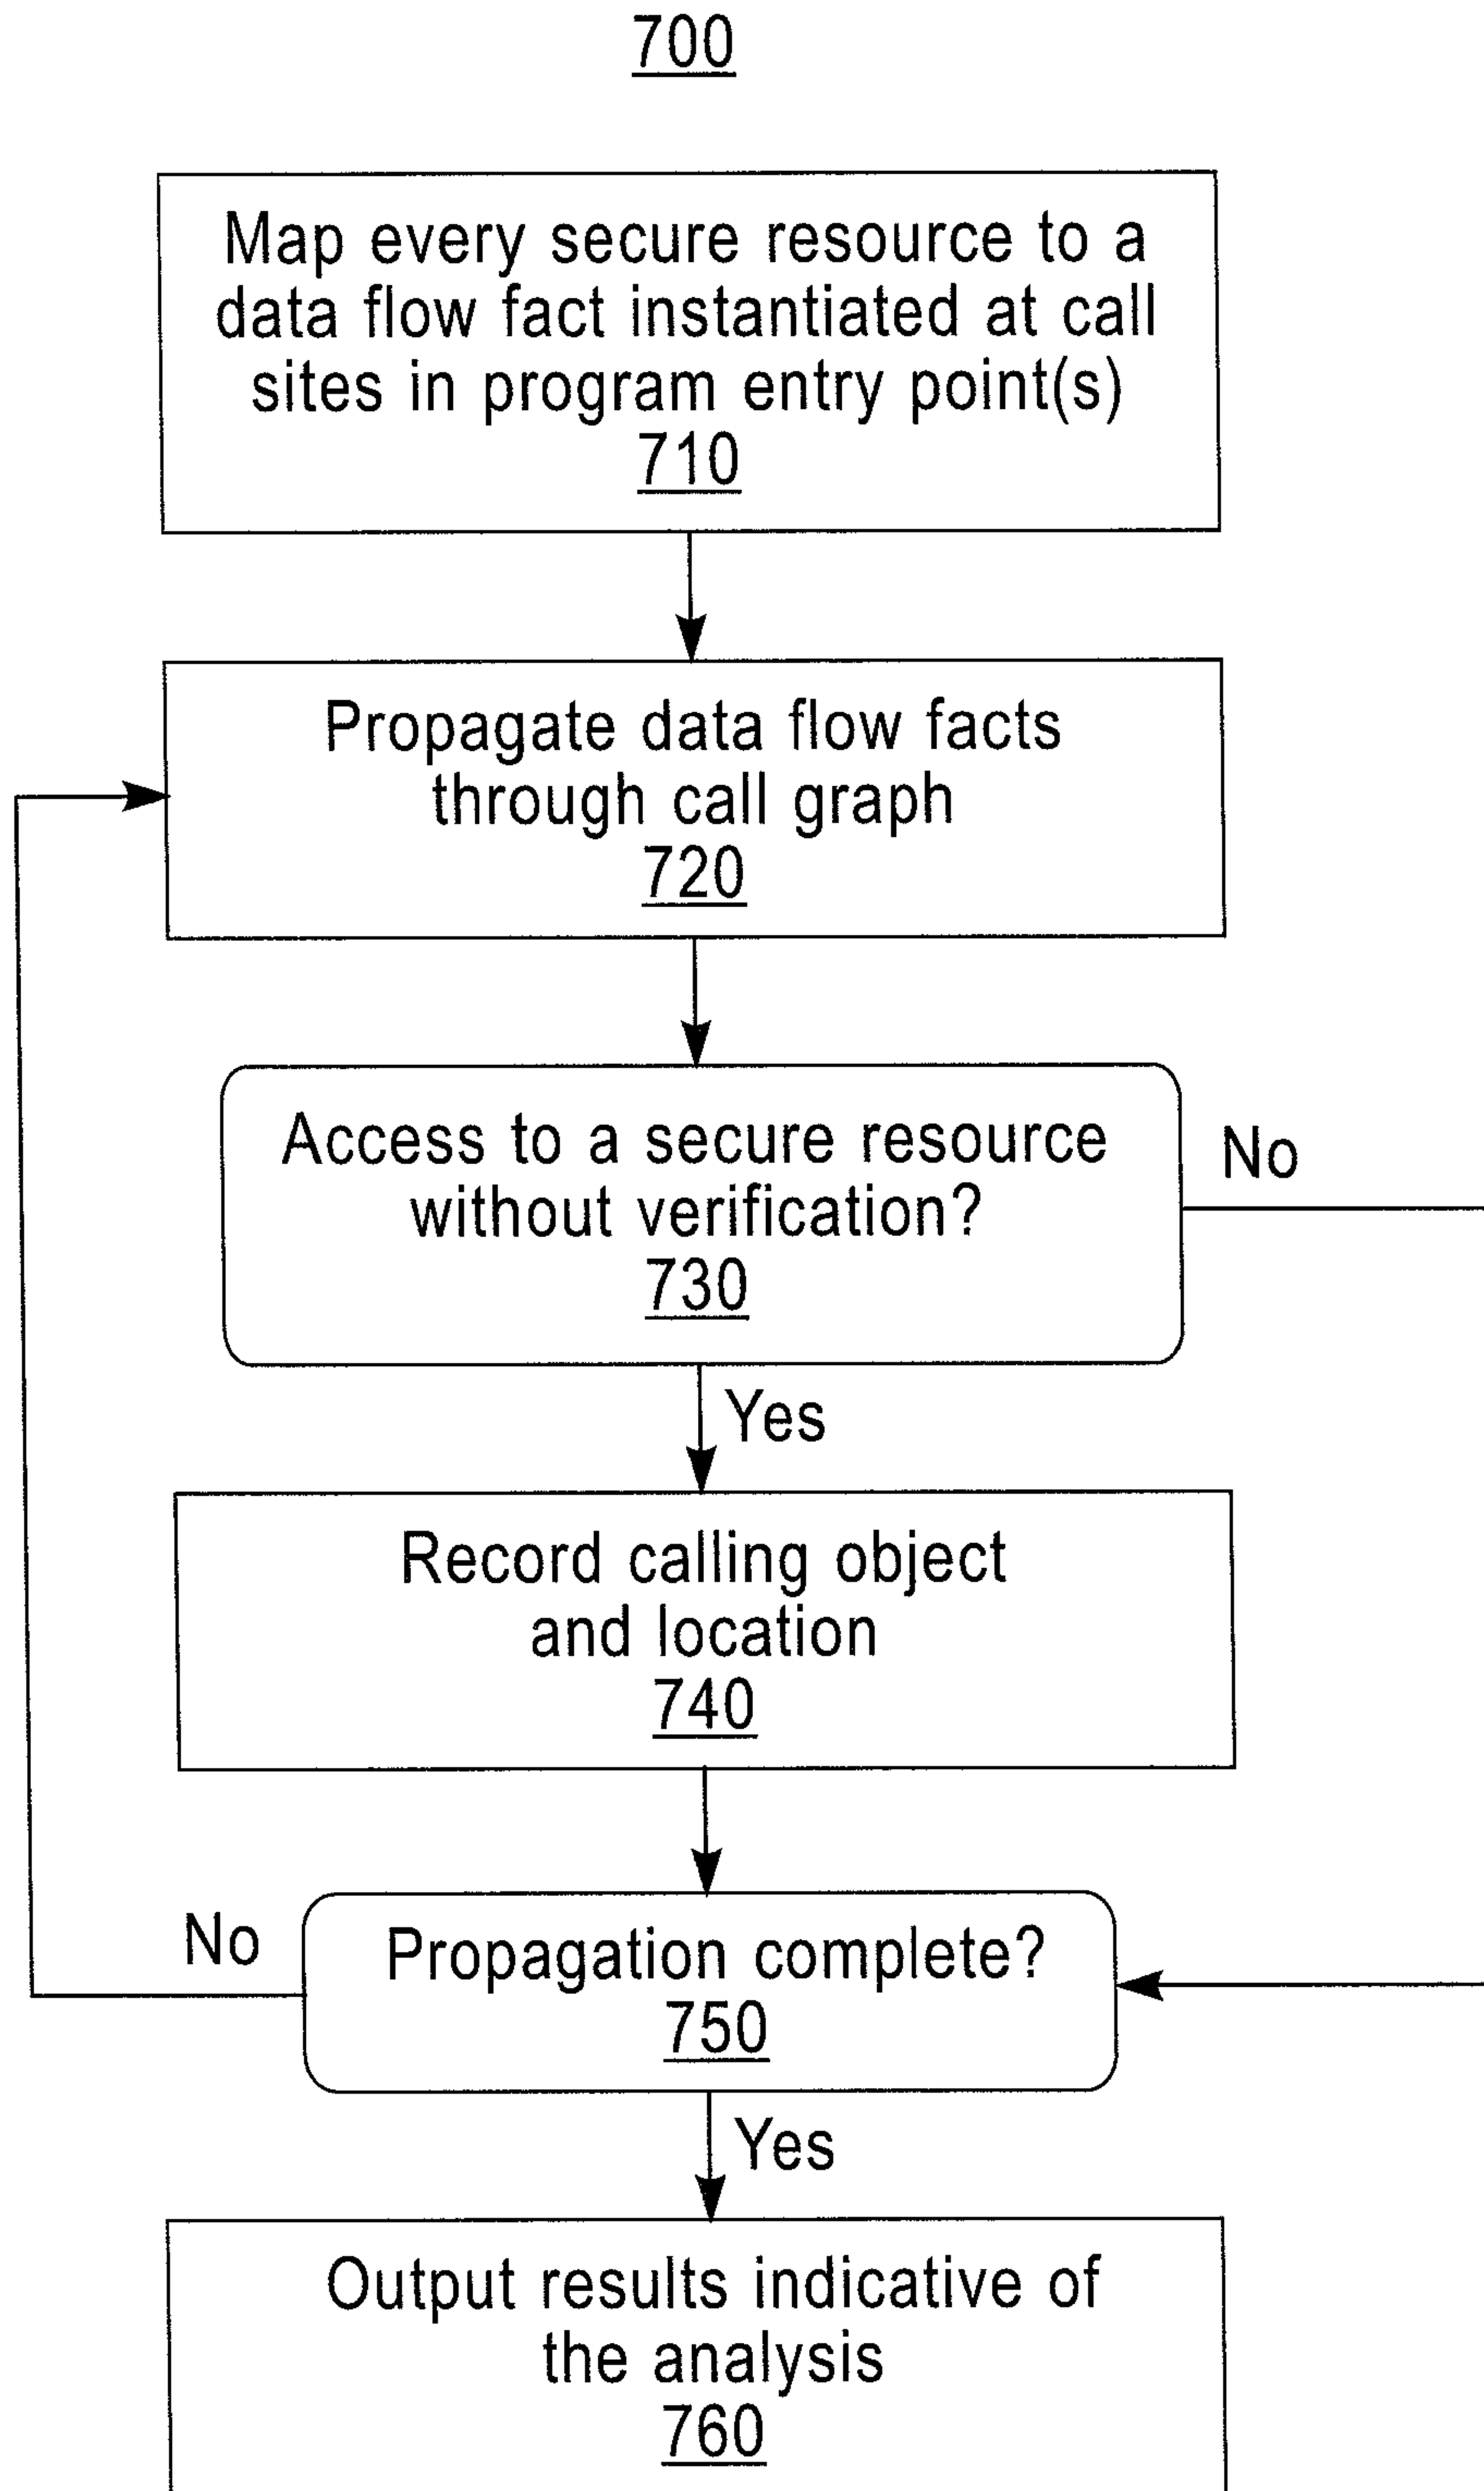 700
Map every secure resource to a
data flow fact instantiated at call
sites in program entry point(s)
710
Propagate data flow facts
through call graph
720
Access to a secure resource
without verification?
730
No
Yes
Record calling object
and location
740
No
Propagation complete?
750
Yes
Output results indicative of
the analysis
760